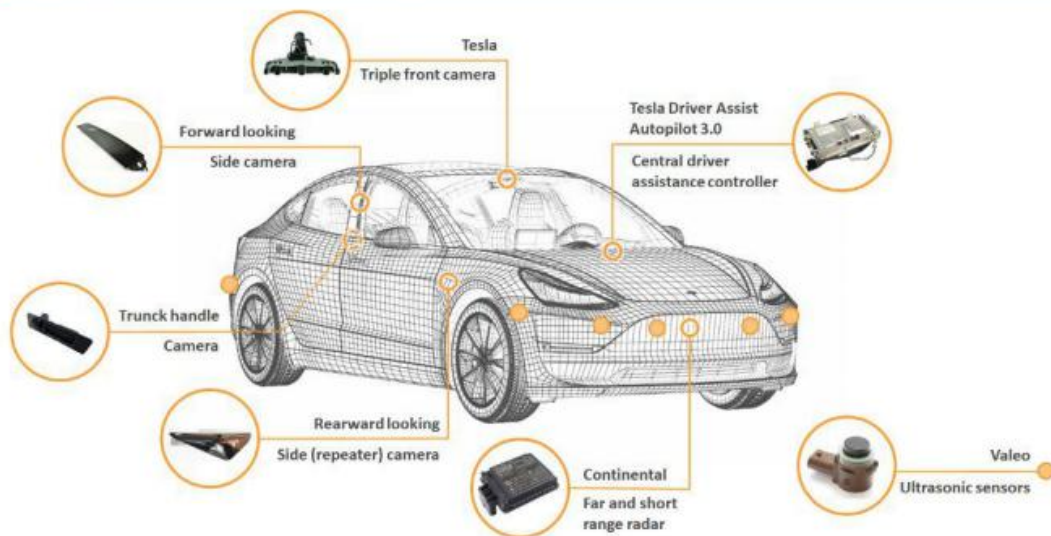 Tesla
Triple front camera
Forward looking
Side camera
Tesla Driver Assist
Autopilot 3.0
Central driver
assistance controller
Trunck handle
Camera
Rearward looking
Side (repeater) camera
Continental
Far and short
range radar
Valeo
Ultrasonic sensors